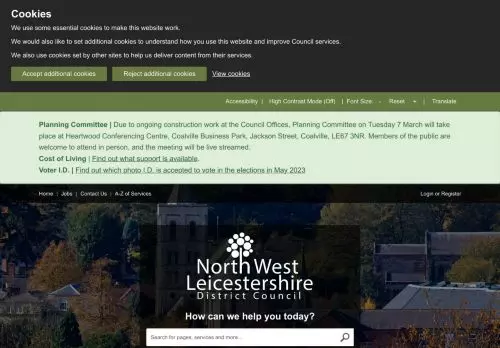 Cookies
We use some essential cookies to make this website work.
We would also like to set additional cookies to understand how you use this website and improve Council services.
We also use cookies set by other sites to help us deliver content from their services.
Accept additional cookies Reject additional cookies View cookies
Accessibility | High Contrast Mode (Off) | Font Size: - Reset + | Translate
Planning Committee | Due to ongoing construction work at the Council Offices, Planning Committee on Tuesday 7 March will take
place at Heartwood Conferencing Centre, Coalville Business Park, Jackson Street, Coalville, LE67 3NR. Members of the public are
welcome to attend in person, and the meeting will be live streamed.
Cost of Living | Find out what support is available.
Voter I.D. | Find out which photo I.D. is accepted to vote in the elections in May 2023
Home | Jobs | Contact Us | A-Z of Services Login or Register
North West
Leicestershire
District Council
How can we help you today?
Search for pages, services and more...